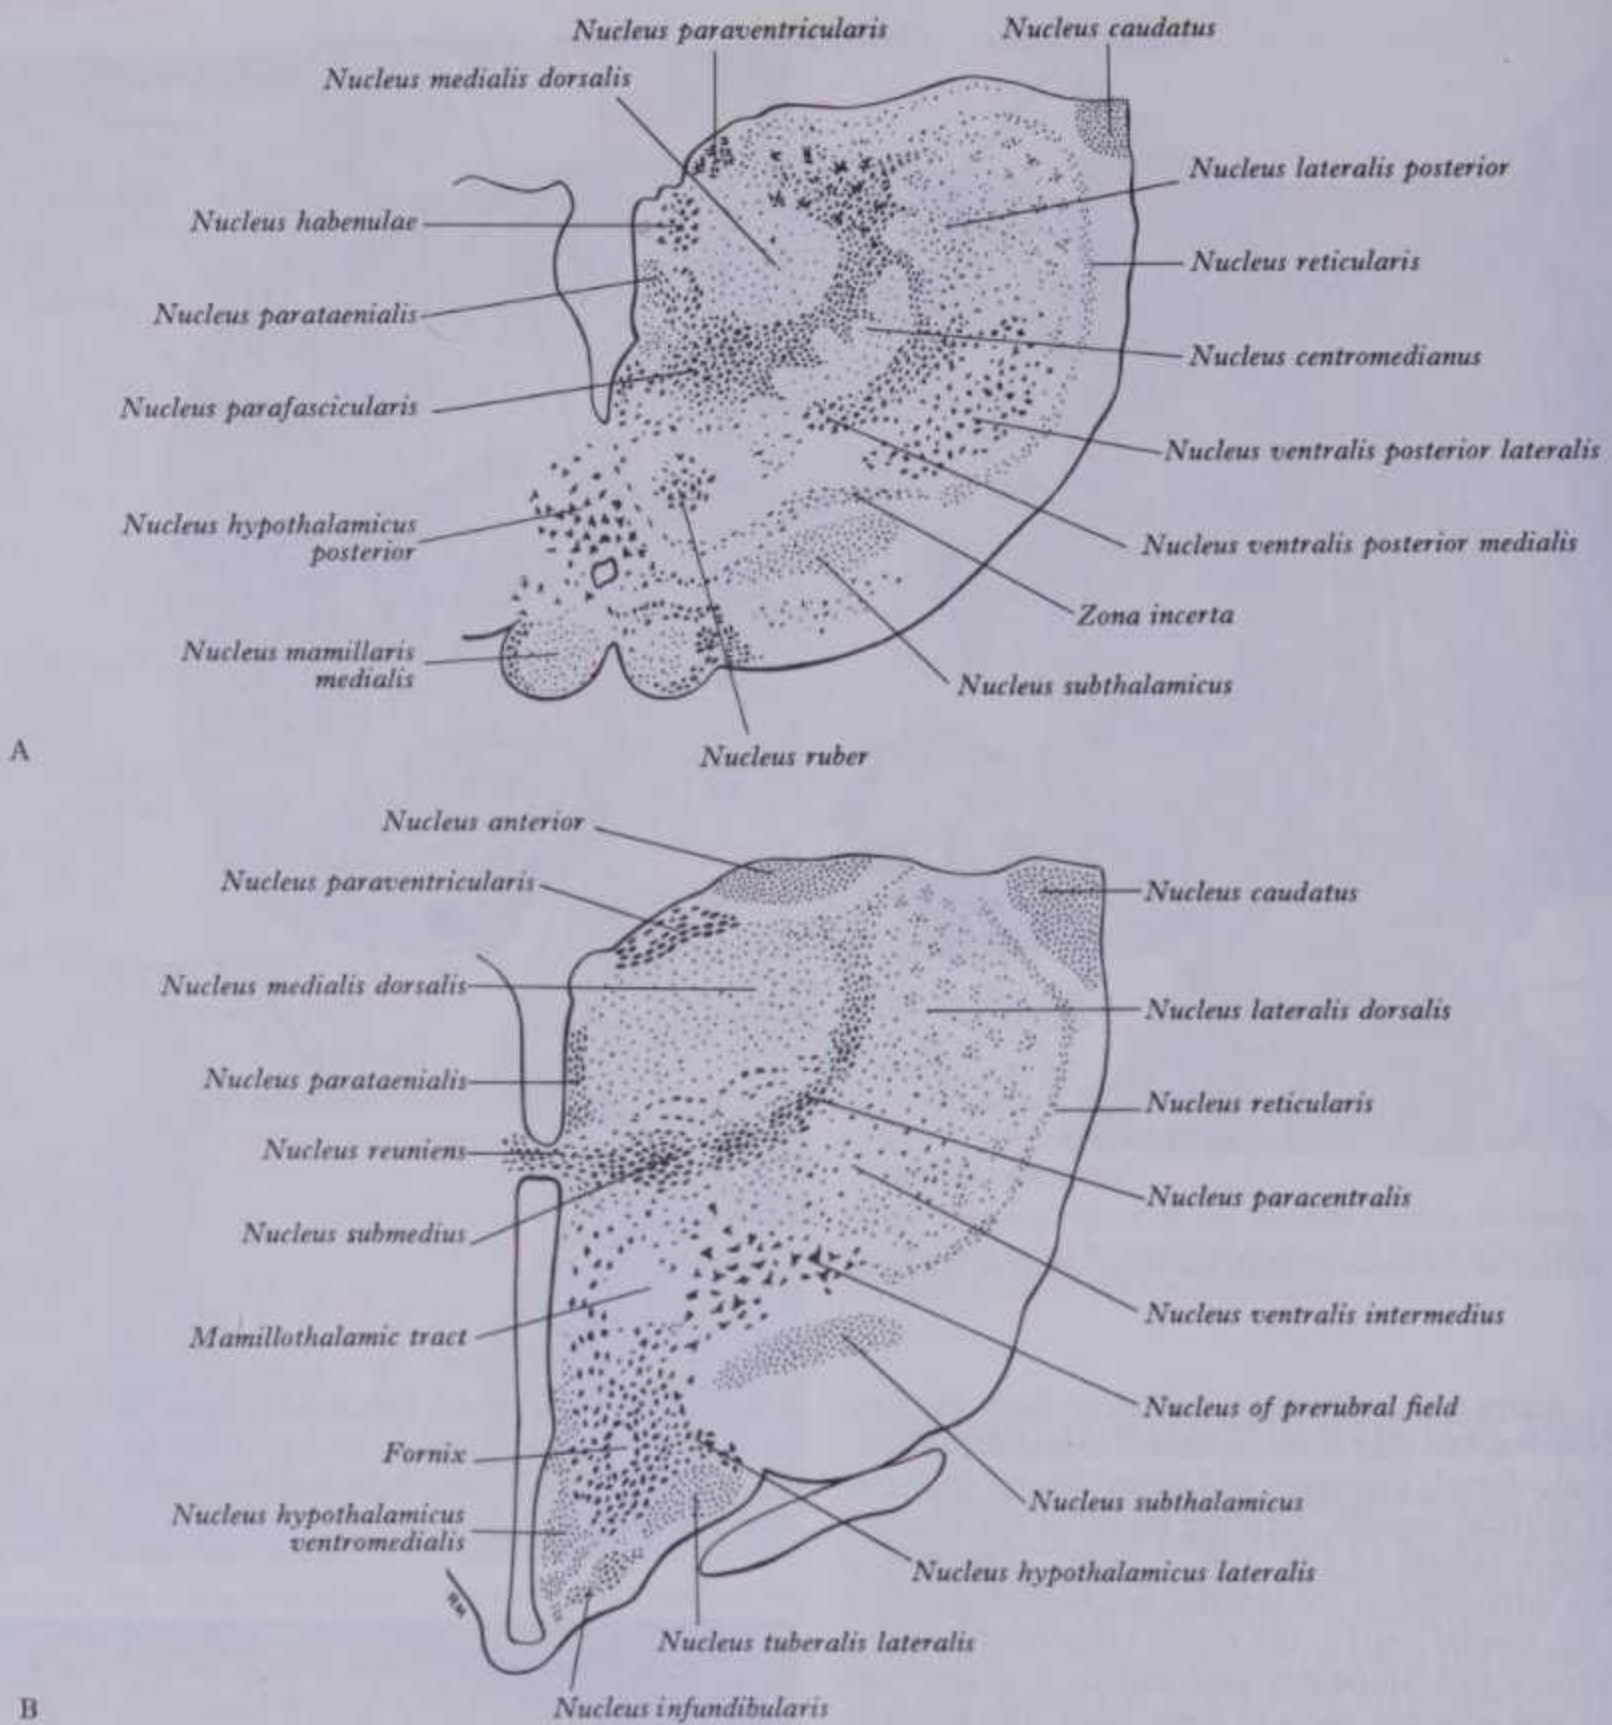 Nucleus paraventricularis
Nucleus caudatus
Nucleus medialis dorsalis
Nucleus lateralis posterior
Nucleus habenulae
Nucleus reticularis
Nucleus parataenialis
Nucleus centromedianus
Nucleus parafascicularis
Nucleus ventralis posterior lateralis
Nucleus hypothalamicus
posterior
Nucleus ventralis posterior medialis
Zona incerta
Nucleus mamillaris
medialis
Nucleus subthalamicus
A
Nucleus ruber
Nucleus anterior
Nucleus paraventricularis
Nucleus caudatus
Nucleus medialis dorsalis
Nucleus lateralis dorsalis
Nucleus parataenialis
Nucleus reticularis
Nucleus reuniens
Nucleus paracentralis
Nucleus submedius
Nucleus ventralis intermedius
Mamillothalamic tract
Nucleus of prerubral field
Fornix
Nucleus subthalamicus
Nucleus hypothalamicus
ventromedialis
Nucleus hypothalamicus lateralis
Nucleus tuberalis lateralis
B
Nucleus infundibularis